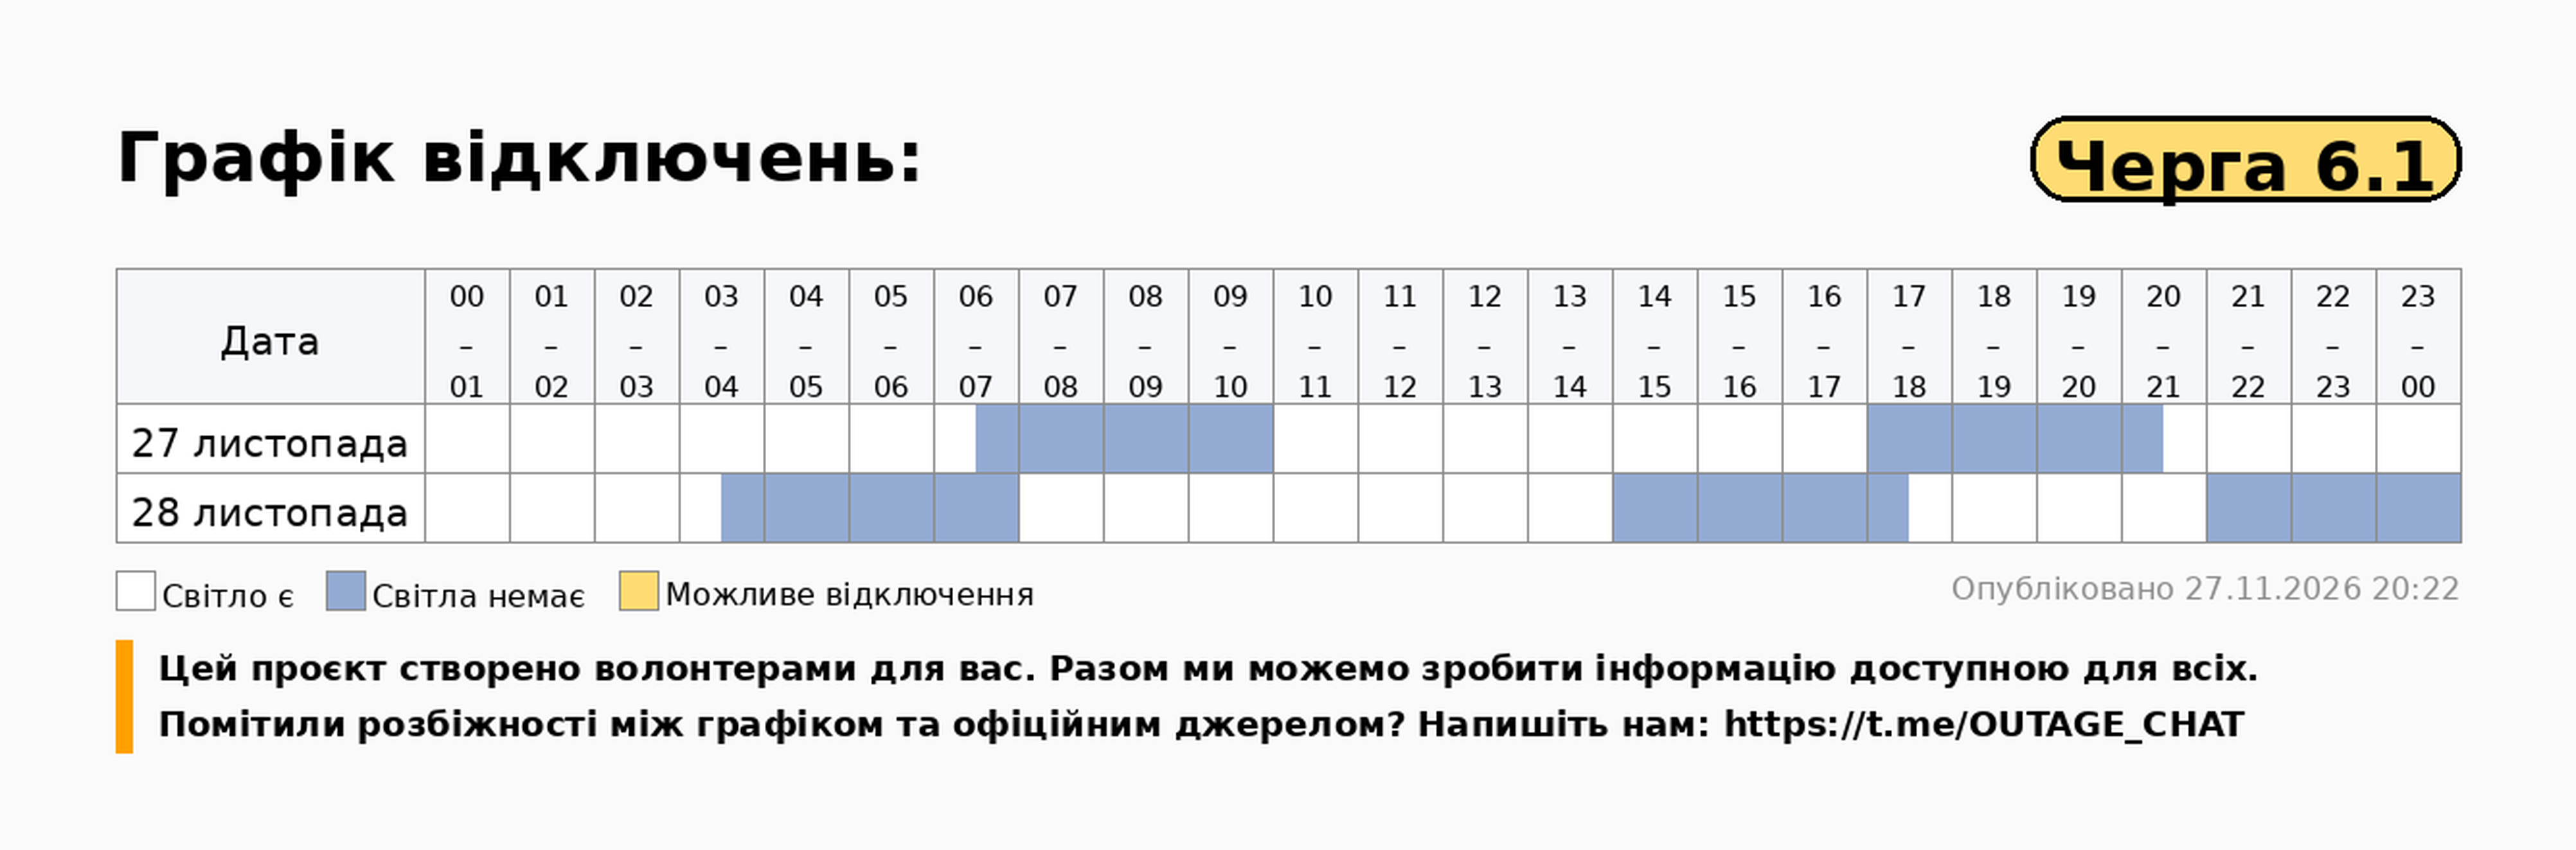 Графік відключень:
Черга 6.1
Дата
00 – 01
01 – 02
02 – 03
03 – 04
04 – 05
05 – 06
06 – 07
07 – 08
08 – 09
09 – 10
10 – 11
11 – 12
12 – 13
13 – 14
14 – 15
15 – 16
16 – 17
17 – 18
18 – 19
19 – 20
20 – 21
21 – 22
22 – 23
23 – 00
27 листопада
28 листопада
Світло є
Світла немає
Можливе відключення
Опубліковано 27.11.2026 20:22
Цей проєкт створено волонтерами для вас. Разом ми можемо зробити інформацію доступною для всіх.
Помітили розбіжності між графіком та офіційним джерелом? Напишіть нам: https://t.me/OUTAGE_CHAT